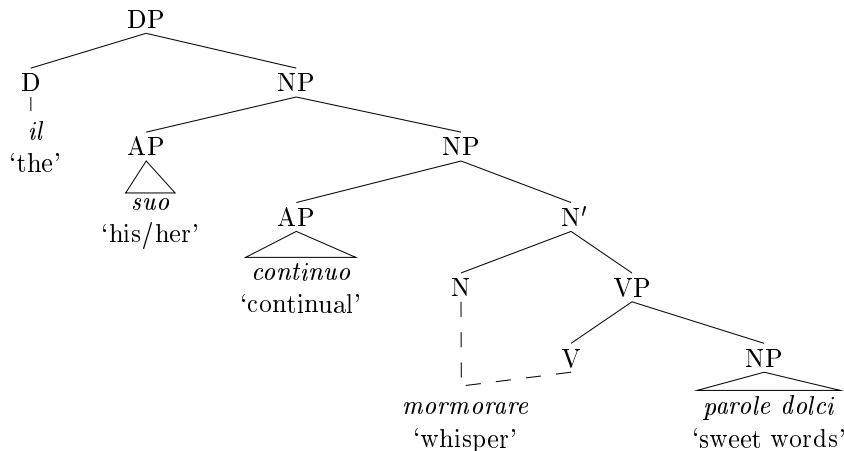 DP
D NP
il
‘the’
AP NP
suo
‘his/her’
AP N′
continuo
‘continual’
N VP
V NP
mormorare parole dolci
‘whisper’ ‘sweet words’